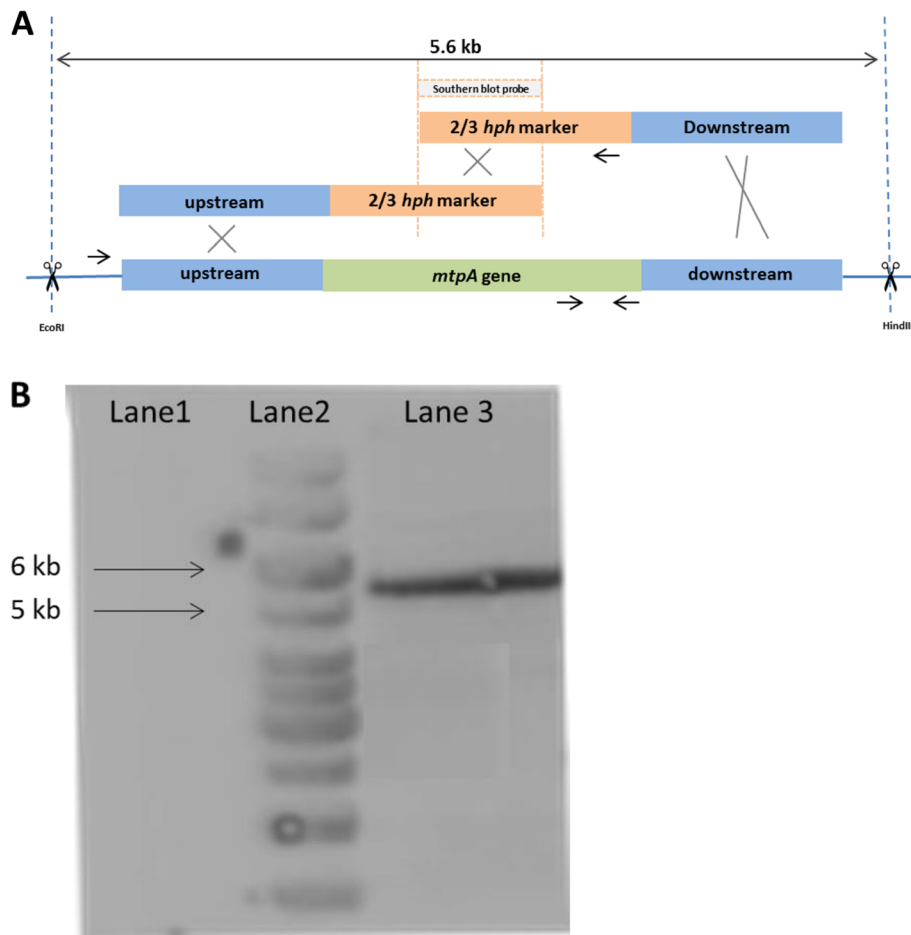 A
5.6 kb
Southern blot probe
2/3 hph marker Downstream
upstream 2/3 hph marker
upstream mtpA gene downstream
EcoRI HindII
B
Lane1 Lane2 Lane 3
6 kb
5 kb